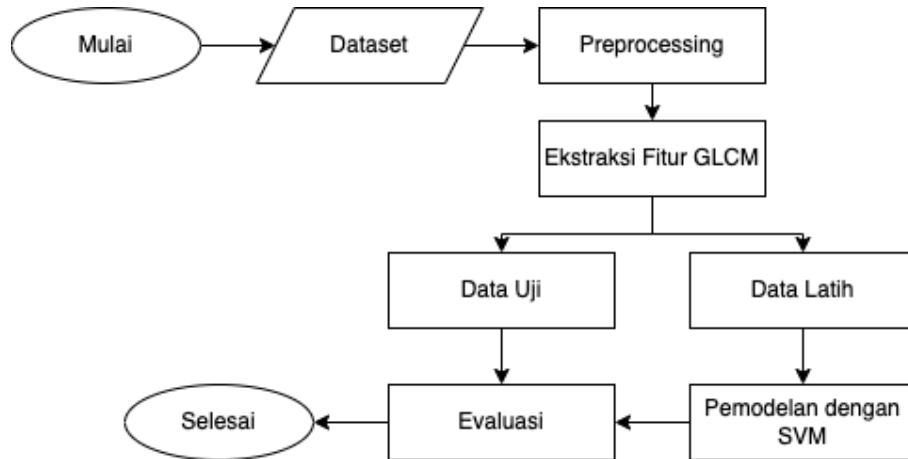 Mulai
Dataset
Preprocessing
Ekstraksi Fitur GLCM
Data Uji
Data Latih
Selesai
Evaluasi
Pemodelan dengan
SVM